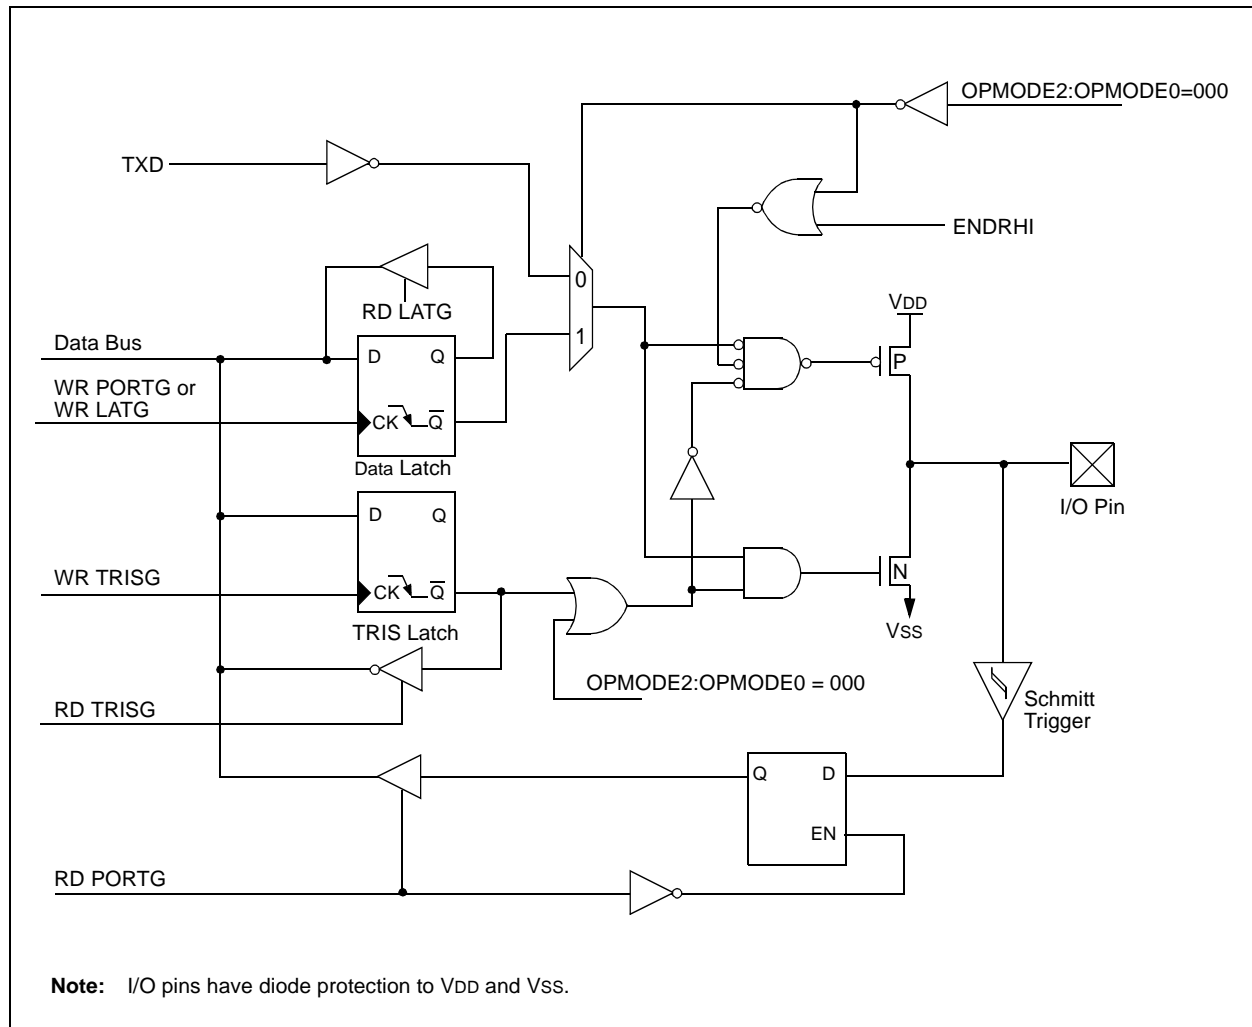 OPMODE2:OPMODE0=000
TXD
ENDRHI
0
RD LATG
1
VDD
Data Bus
D Q
P
WR PORTG or
WR LATG
CK Q̅
Data Latch
I/O Pin
D Q
WR TRISG
CK Q̅
N
TRIS Latch
VSS
OPMODE2:OPMODE0 = 000
RD TRISG
Schmitt
Trigger
Q D
EN
RD PORTG
Note: I/O pins have diode protection to VDD and VSS.